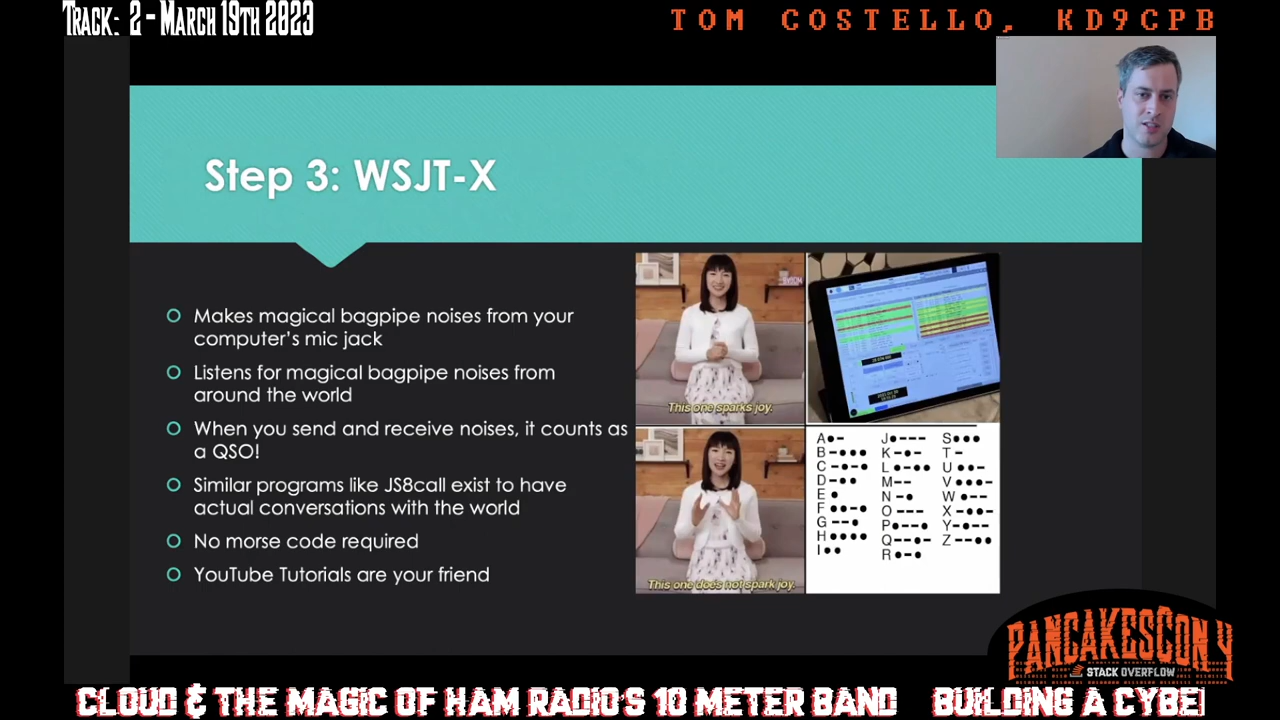 TRACK: 2 - MARCH 19TH 2023
TOM COSTELLO, KD9CPB
Step 3: WSJT-X
Makes magical bagpipe noises from your
computer's mic jack
Listens for magical bagpipe noises from
around the world
When you send and receive noises, it counts as
a QSO!
Similar programs like JS8call exist to have
actual conversations with the world
No morse code required
YouTube Tutorials are your friend
This one sparks joy.
This one does not spark joy.
A●-
B-●●●
C-●-●
D-●●
E●
F●●-●
G--●
H●●●●
I●●
J●---
K-●-
L●-●●
M--
N-●
O---
P●--●
Q--●-
R●-●
S●●●
T-
U●●-
V●●●-
W●--
X-●●-
Y-●--
Z--●●
PANCAKESCON 4
STACK OVERFLOW
CLOUD & THE MAGIC OF HAM RADIO'S 10 METER BAND BUILDING A CYBE